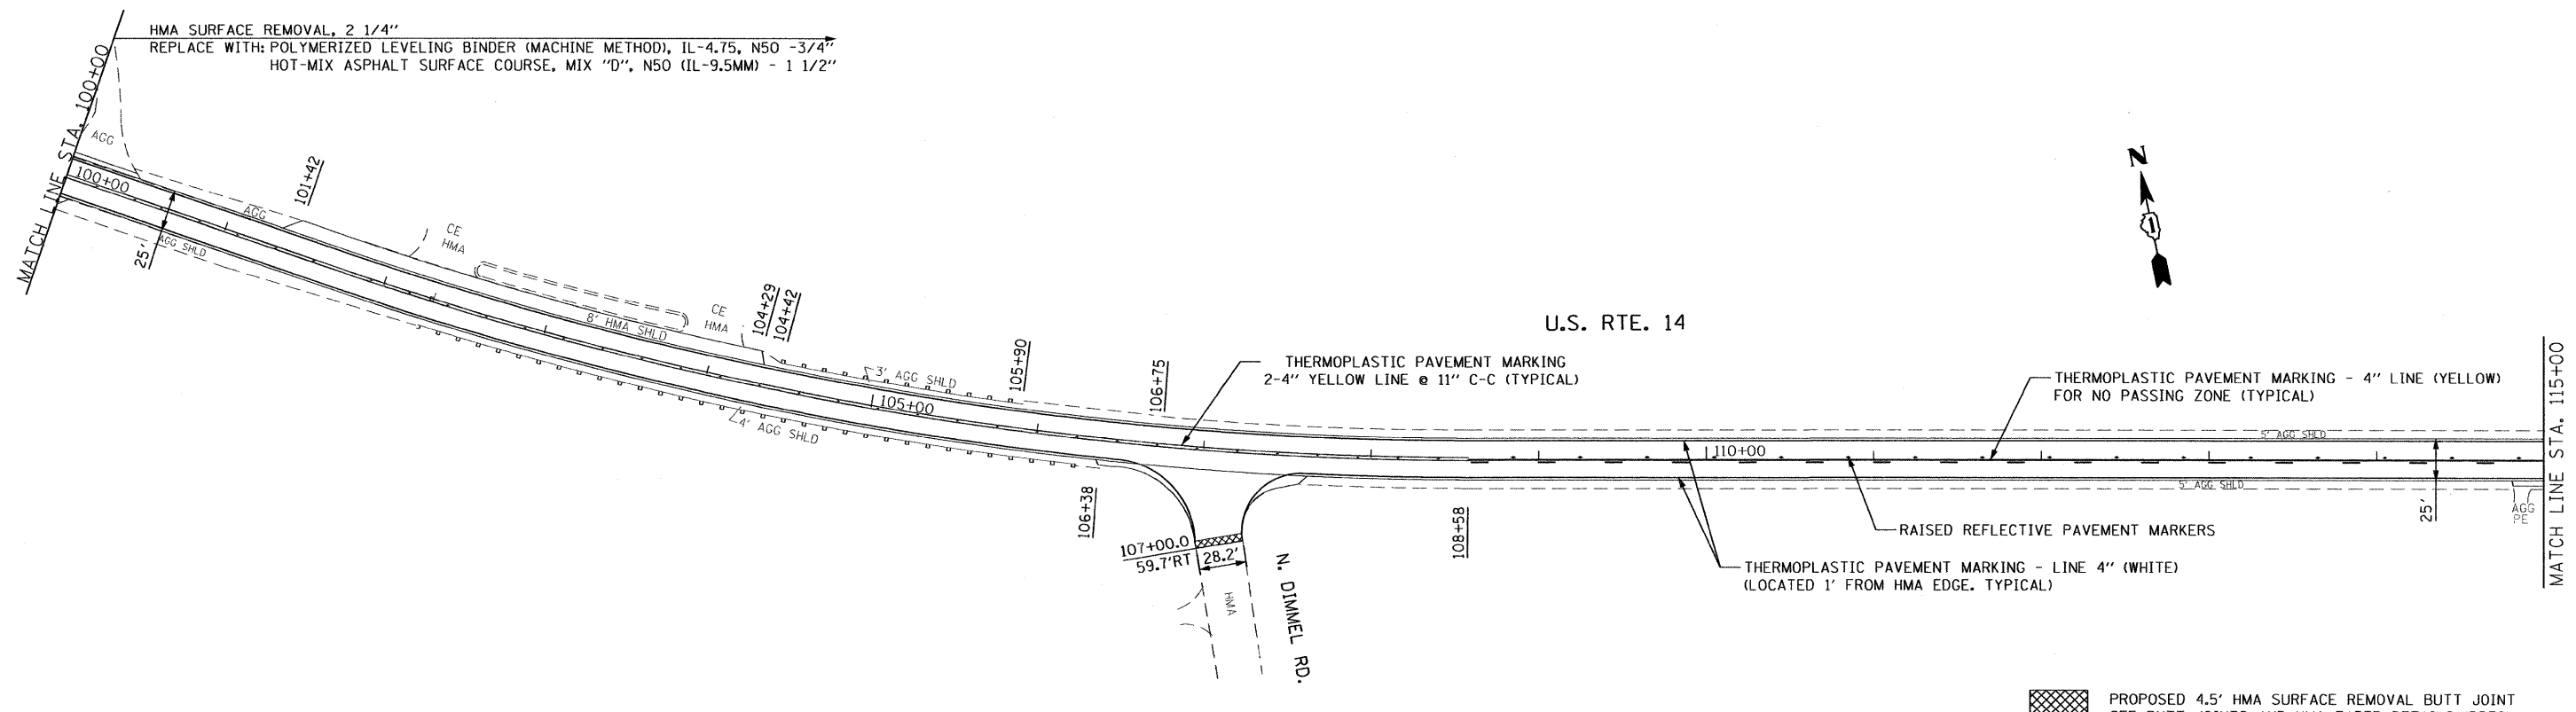 HMA SURFACE REMOVAL, 2 1/4"
REPLACE WITH: POLYMERIZED LEVELING BINDER (MACHINE METHOD), IL-4.75, N50 -3/4"
HOT-MIX ASPHALT SURFACE COURSE, MIX "D", N50 (IL-9.5MM) - 1 1/2"
MATCH LINE STA. 100+00
AGG
100+00
25'
AGG SHLD
AGG
101+42
CE
HMA
8' HMA SHLD
CE
HMA
104+29
104+42
3' AGG SHLD
105+00
4' AGG SHLD
105+90
106+75
106+38
107+00.0
59.7'RT
28.2'
HMA
N. DIMMEL RD.
THERMOPLASTIC PAVEMENT MARKING
2-4" YELLOW LINE @ 11" C-C (TYPICAL)
U.S. RTE. 14
108+58
110+00
N
1
THERMOPLASTIC PAVEMENT MARKING - 4" LINE (YELLOW)
FOR NO PASSING ZONE (TYPICAL)
5' AGG SHLD
5' AGG SHLD
RAISED REFLECTIVE PAVEMENT MARKERS
THERMOPLASTIC PAVEMENT MARKING - LINE 4" (WHITE)
(LOCATED 1' FROM HMA EDGE. TYPICAL)
25'
AGG
PE
MATCH LINE STA. 115+00
PROPOSED 4.5' HMA SURFACE REMOVAL BUTT JOINT